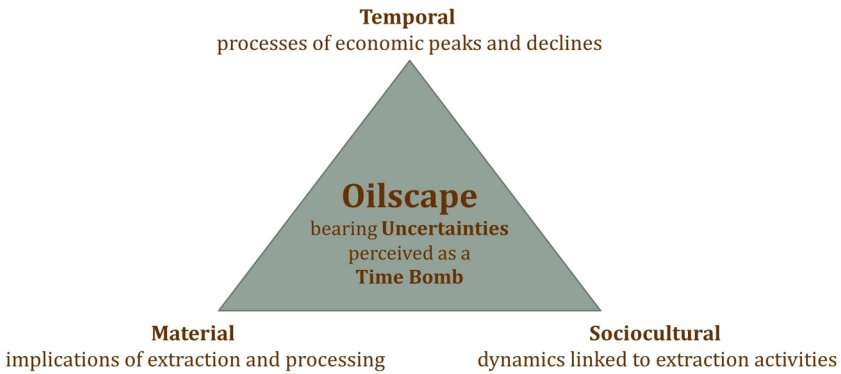 Temporal
processes of economic peaks and declines
Oilscape
bearing Uncertainties
perceived as a
Time Bomb
Material
implications of extraction and processing
Sociocultural
dynamics linked to extraction activities